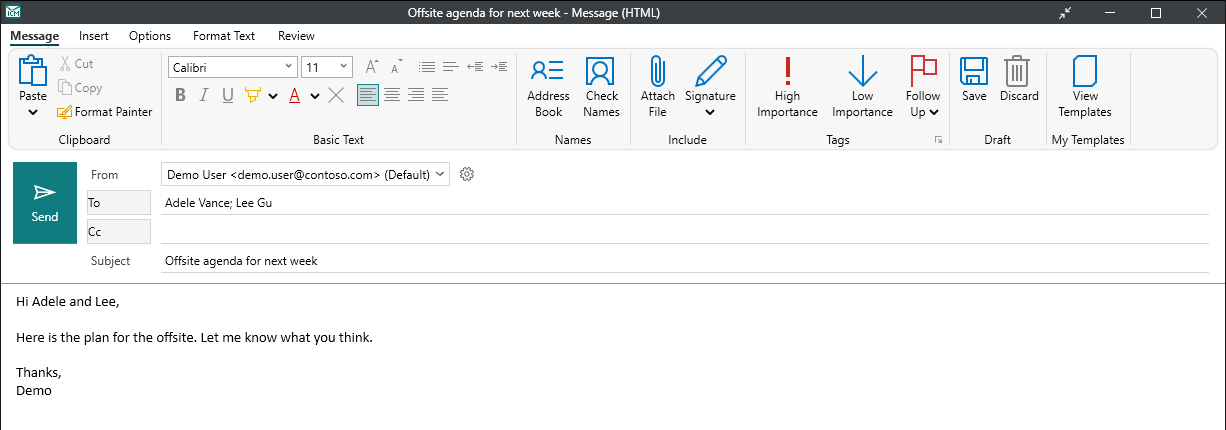 Offsite agenda for next week - Message (HTML)
Message Insert Options Format Text Review
Paste
Cut
Copy
Format Painter
Clipboard
Calibri 11
B I U A
Basic Text
Address Book
Check Names
Names
Attach File
Signature
Include
High Importance
Low Importance
Follow Up
Tags
Save
Discard
Draft
View Templates
My Templates
Send
From Demo User <demo.user@contoso.com> (Default)
To Adele Vance; Lee Gu
Cc
Subject Offsite agenda for next week
Hi Adele and Lee,
Here is the plan for the offsite. Let me know what you think.
Thanks,
Demo